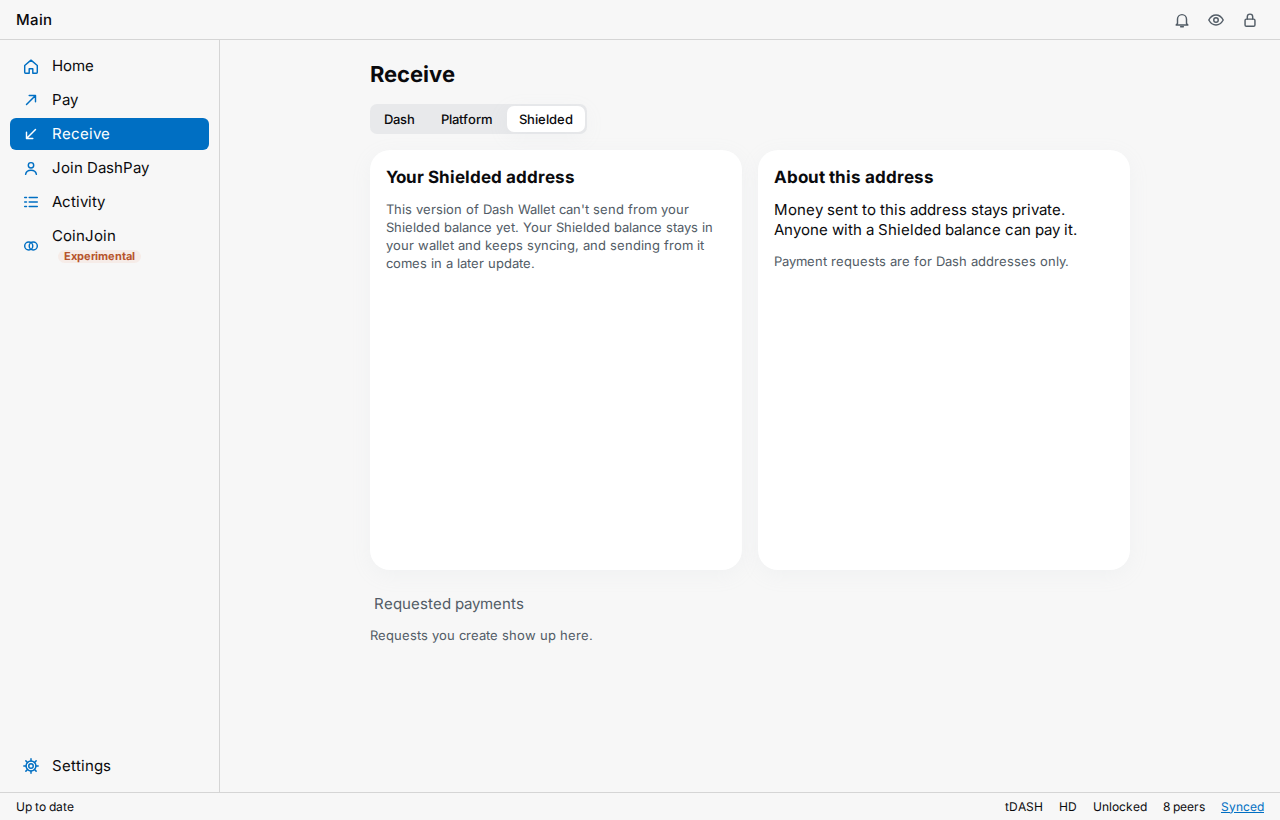 Main
Home
Pay
Receive
Join DashPay
Activity
CoinJoin
Experimental
Settings
Receive
Dash Platform Shielded
Your Shielded address
This version of Dash Wallet can't send from your
Shielded balance yet. Your Shielded balance stays in
your wallet and keeps syncing, and sending from it
comes in a later update.
About this address
Money sent to this address stays private.
Anyone with a Shielded balance can pay it.
Payment requests are for Dash addresses only.
Requested payments
Requests you create show up here.
Up to date
tDASH HD Unlocked 8 peers Synced